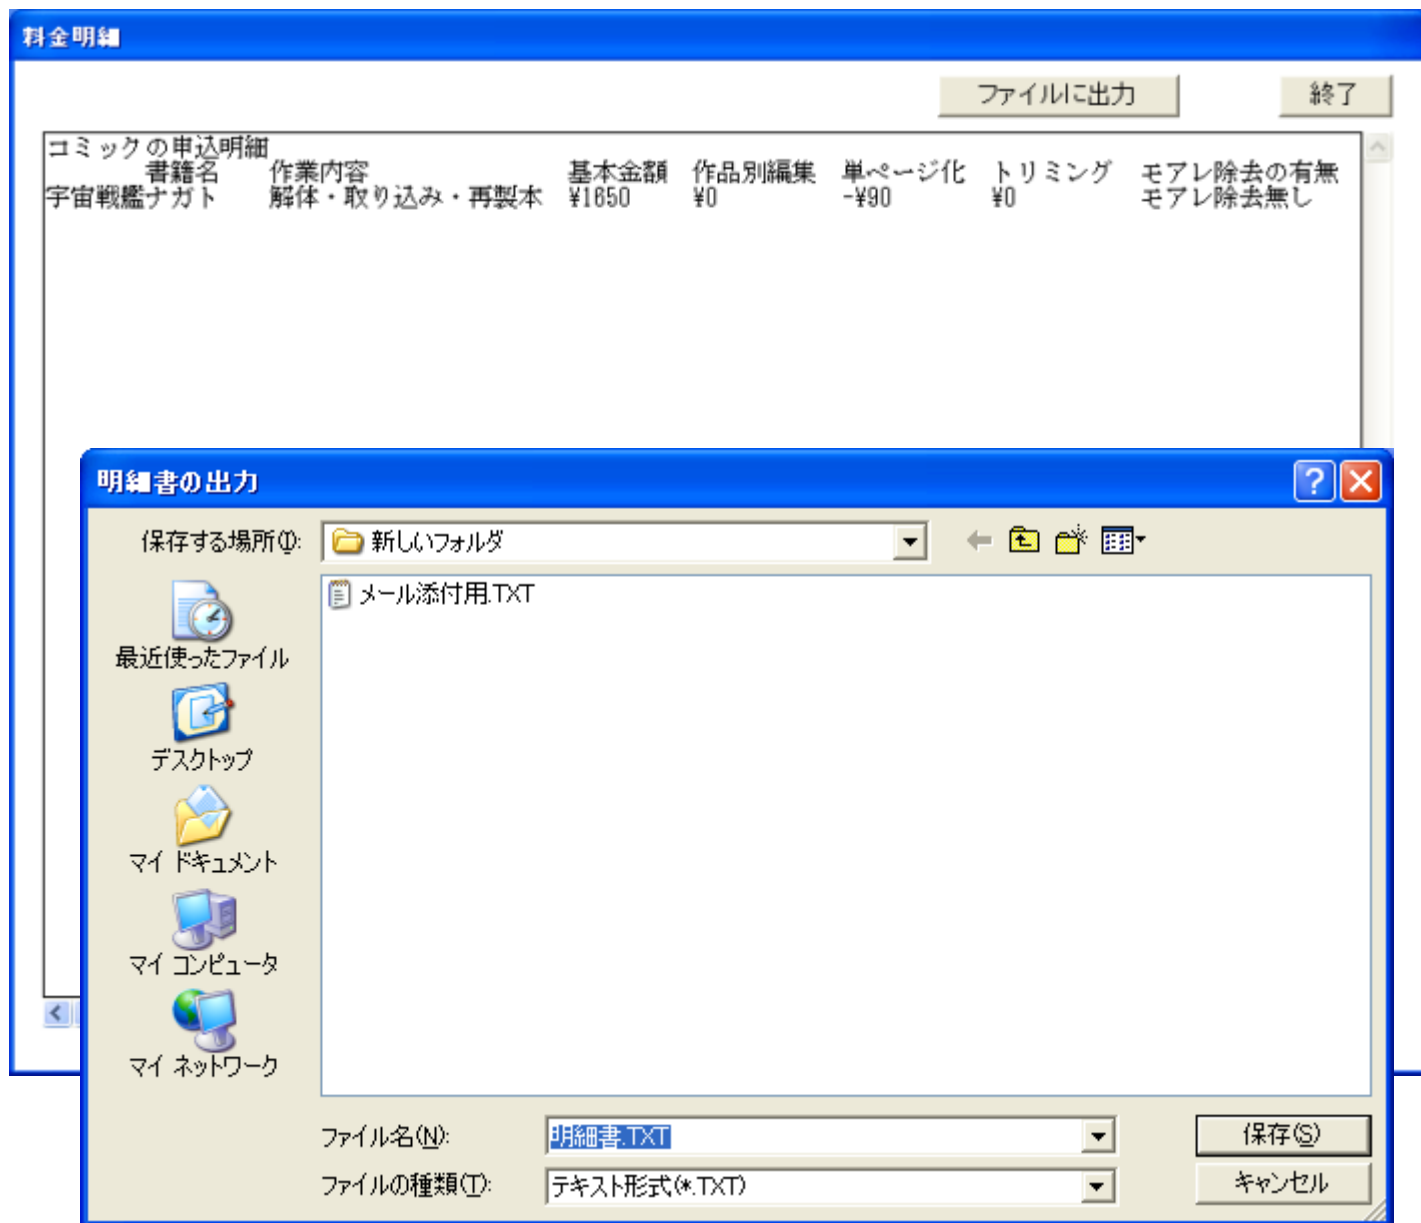 料金明細
ファイルに出力 終了
コミックの申込明細
書籍名 作業内容 基本金額 作品別編集 単ページ化 トリミング モアレ除去の有無
宇宙戦艦ナガト 解体・取り込み・再製本 ¥1650 ¥0 -¥90 ¥0 モアレ除去無し
明細書の出力
保存する場所(I): 新しいフォルダ
メール添付用.TXT
最近使ったファイル
デスクトップ
マイ ドキュメント
マイ コンピュータ
マイ ネットワーク
ファイル名(N): 明細書.TXT 保存(S)
ファイルの種類(T): テキスト形式(*.TXT) キャンセル